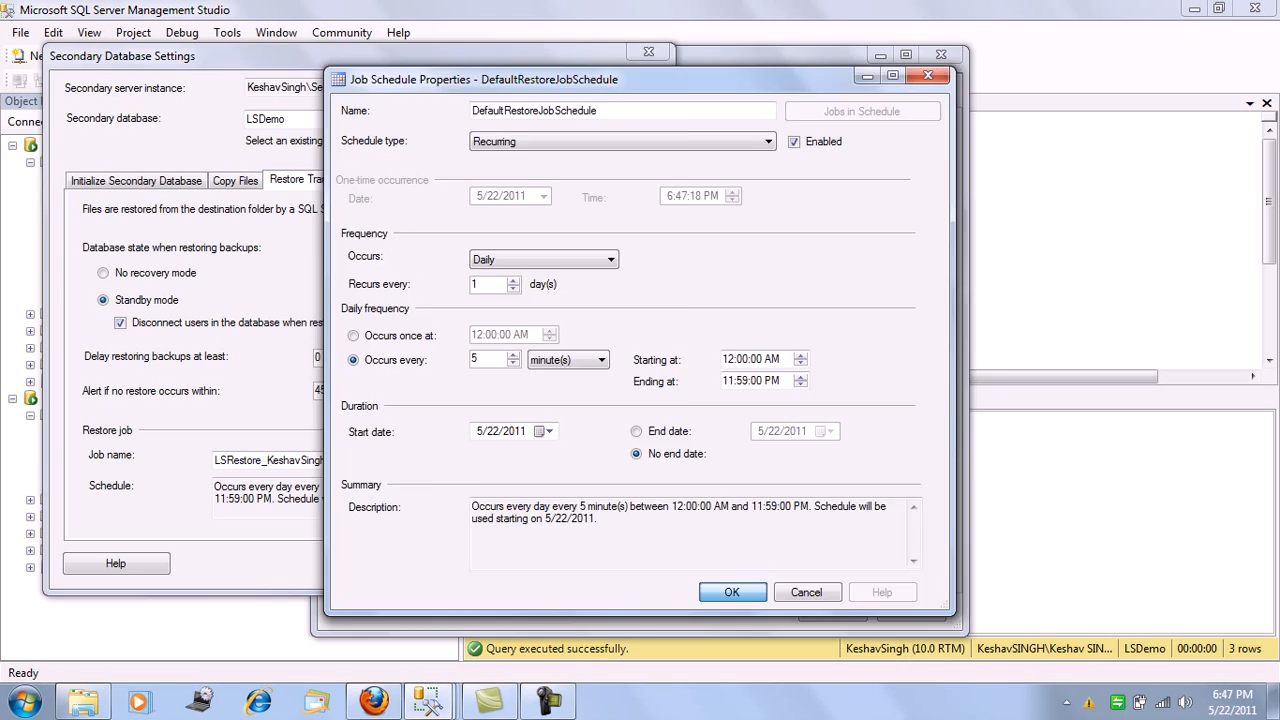 Microsoft SQL Server Management Studio
File Edit View Project Debug Tools Window Community Help
Secondary Database Settings
Secondary server instance:
Secondary database:
LSDemo
Select an existing
Initialize Secondary Database
Copy Files
Files are restored from the destination folder by a SQL S
Database state when restoring backups:
No recovery mode
Standby mode
Disconnect users in the database when
Delay restoring backups at least:
0
Alert if no restore occurs within:
45
Restore job
Job name:
Schedule:
Occurs every day every
11:59:00 PM. Schedule
Help
Job Schedule Properties - DefaultRestoreJobSchedule
Name:
DefaultRestoreJobSchedule
Jobs in Schedule
Schedule type:
Recurring
Enabled
One-time occurrence
Date:
5/22/2011
Time:
6:47:18 PM
Frequency
Occurs:
Daily
Recurs every:
1
day(s)
Daily frequency
Occurs once at:
12:00:00 AM
Occurs every:
5
minute(s)
Starting at:
12:00:00 AM
Ending at:
11:59:00 PM
Duration
Start date:
5/22/2011
End date:
5/22/2011
No end date:
Summary
Description:
Occurs every day every 5 minute(s) between 12:00:00 AM and 11:59:00 PM. Schedule will be
used starting on 5/22/2011.
OK
Cancel
Help
Query executed successfully.
KeshavSingh (10.0 RTM)
KeshavSINGH\Keshav SIN...
LSDemo
00:00:00
3 rows
Ready
6:47 PM
5/22/2011